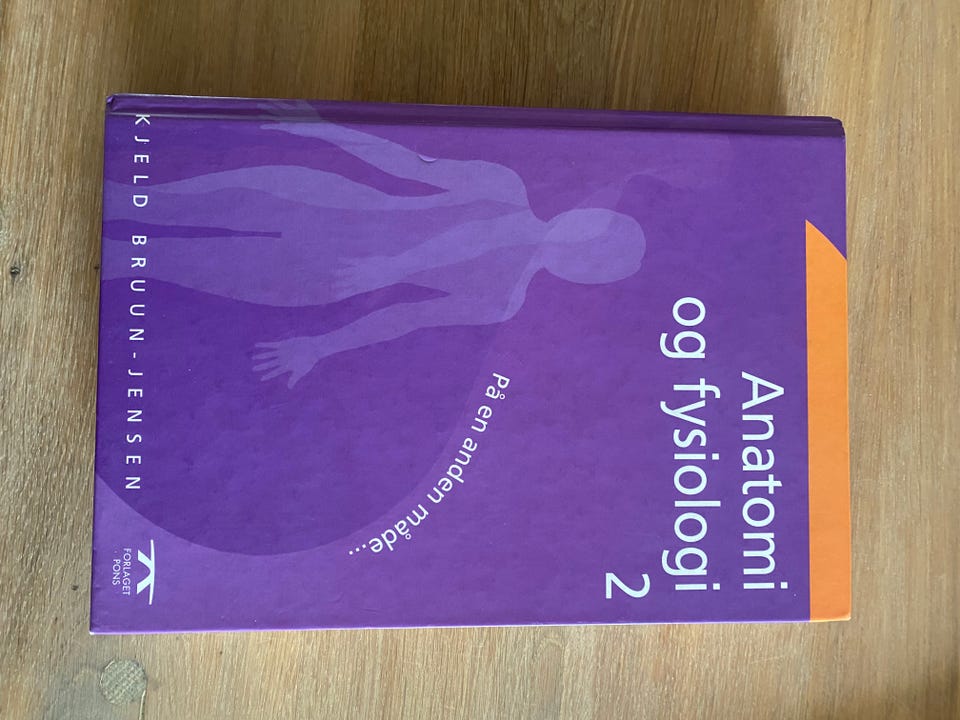 Anatomi
og fysiologi
2
På en anden måde...
KJELD BRUUN-JENSEN
FORLAGET
PONS